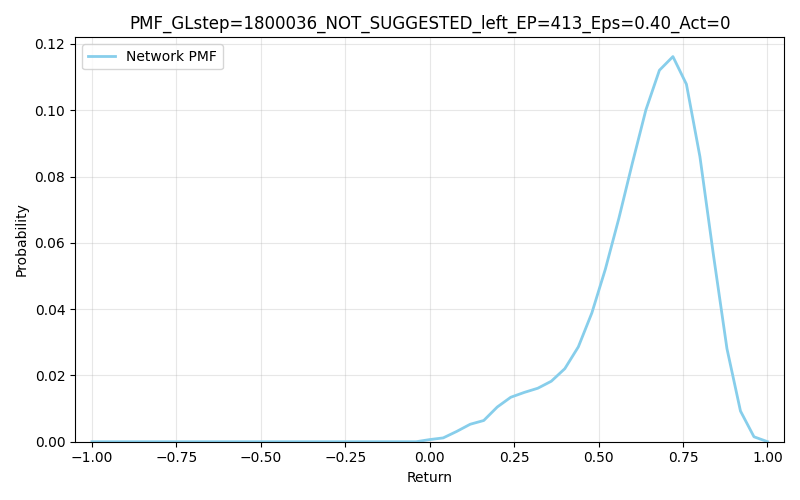 PMF_GLstep=1800036_NOT_SUGGESTED_left_EP=413_Eps=0.40_Act=0
Network PMF
0.12
0.10
0.08
0.06
0.04
0.02
0.00
Probability
−1.00 −0.75 −0.50 −0.25 0.00 0.25 0.50 0.75 1.00
Return